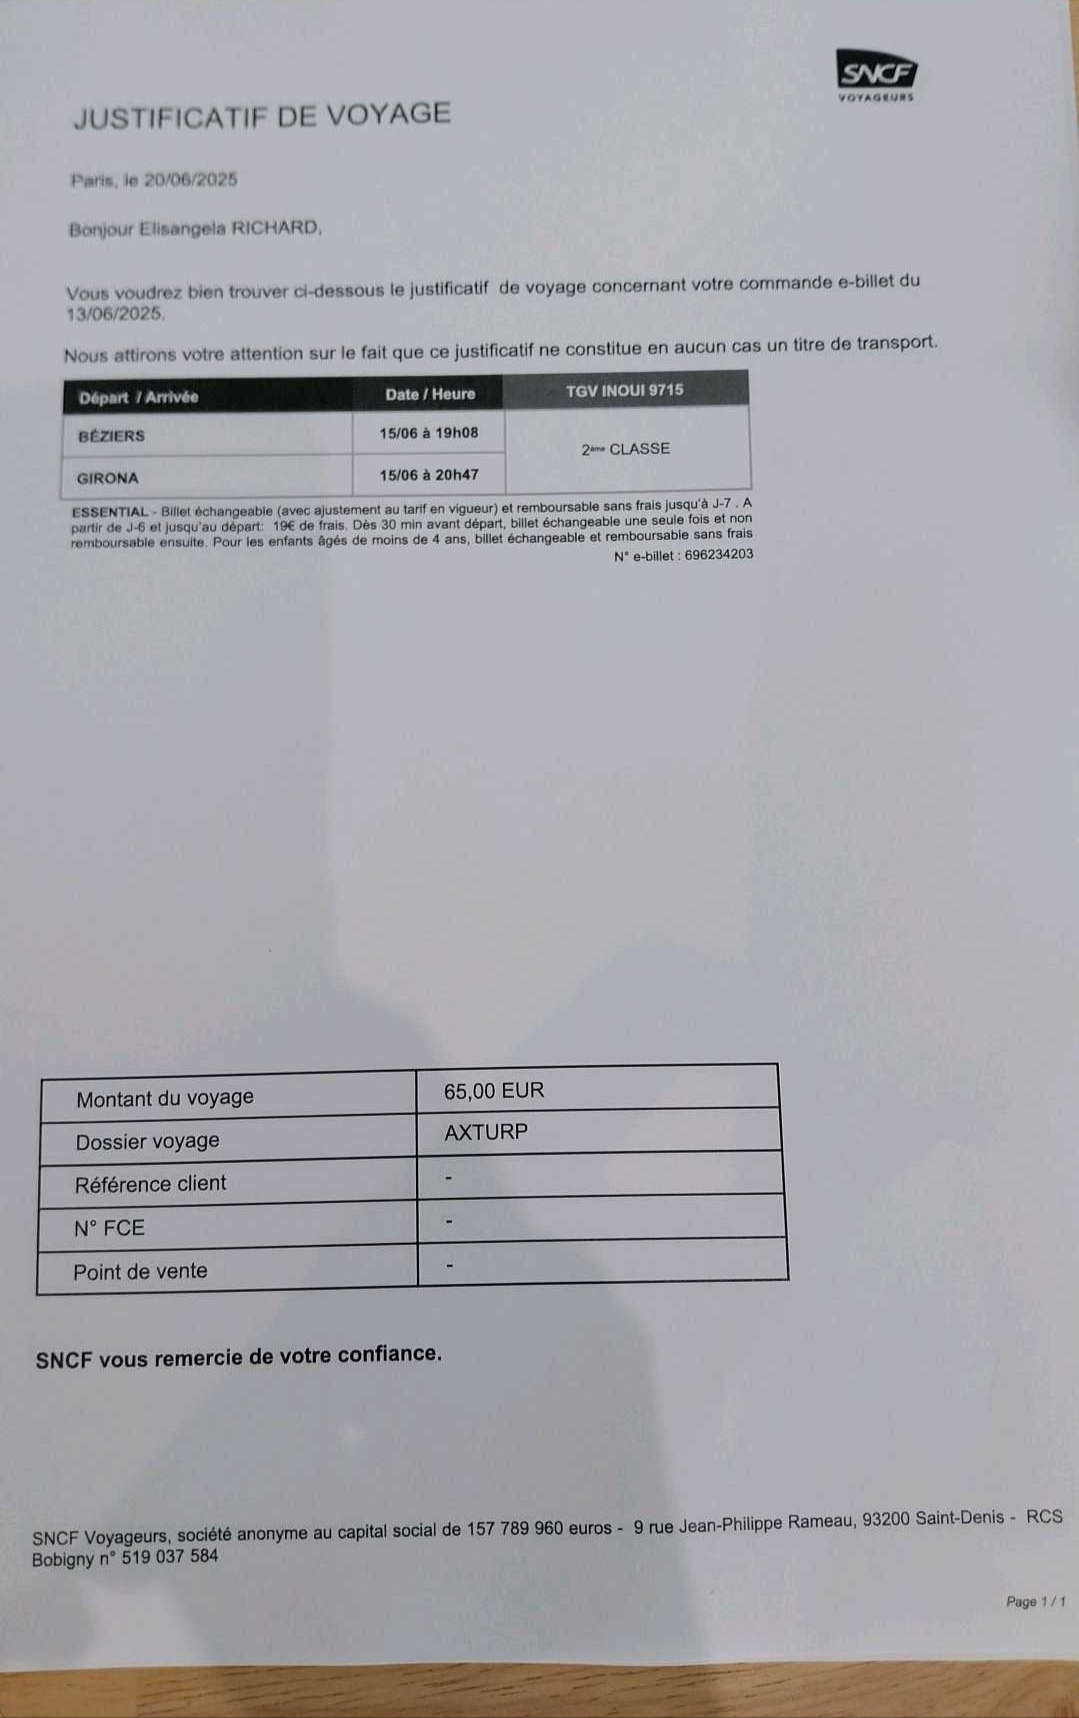 SNCF
VOYAGEURS
JUSTIFICATIF DE VOYAGE
Paris, le 20/06/2025
Bonjour Elisangela RICHARD,
Vous voudrez bien trouver ci-dessous le justificatif de voyage concernant votre commande e-billet du
13/06/2025.
Nous attirons votre attention sur le fait que ce justificatif ne constitue en aucun cas un titre de transport.
Départ / Arrivée Date / Heure TGV INOUI 9715
BÉZIERS 15/06 à 19h08
2ème CLASSE
GIRONA 15/06 à 20h47
ESSENTIAL - Billet échangeable (avec ajustement au tarif en vigueur) et remboursable sans frais jusqu'à J-7 . A
partir de J-6 et jusqu'au départ: 19€ de frais. Dès 30 min avant départ, billet échangeable une seule fois et non
remboursable ensuite. Pour les enfants âgés de moins de 4 ans, billet échangeable et remboursable sans frais
N° e-billet : 696234203
Montant du voyage 65,00 EUR
Dossier voyage AXTURP
Référence client -
N° FCE -
Point de vente -
SNCF vous remercie de votre confiance.
SNCF Voyageurs, société anonyme au capital social de 157 789 960 euros - 9 rue Jean-Philippe Rameau, 93200 Saint-Denis - RCS
Bobigny n° 519 037 584
Page 1 / 1